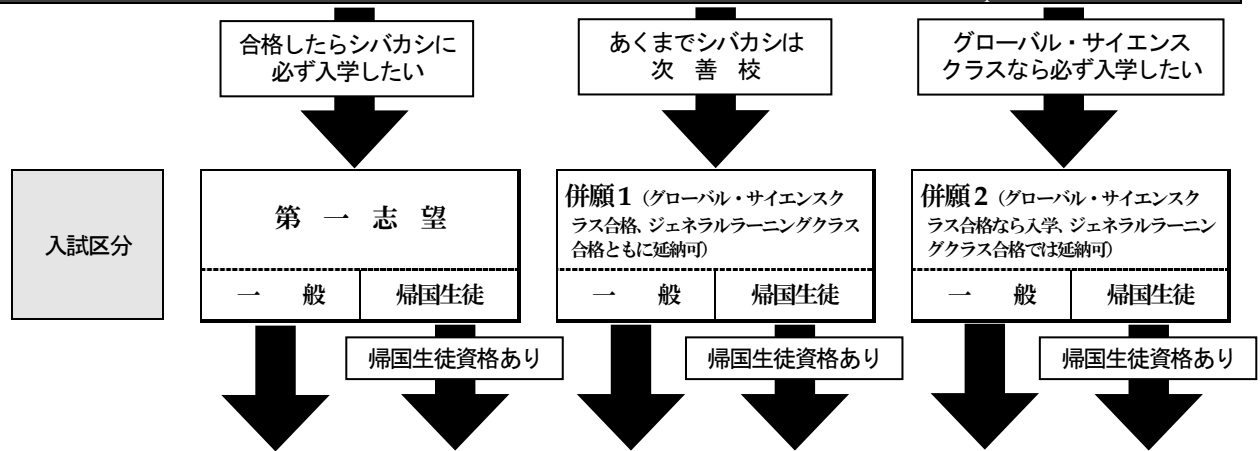 合格したらシバカシに
必ず入学したい
あくまでシバカシは
次善校
グローバル・サイエンス
クラスなら必ず入学したい
入試区分
第一志望
一般
帰国生徒
併願1（グローバル・サイエンスク
ラス合格、ジェネラルラーニングクラス
合格ともに延納可）
一般
帰国生徒
併願2（グローバル・サイエンスク
ラス合格なら入学、ジェネラルラーニン
グクラス合格では延納可）
一般
帰国生徒
帰国生徒資格あり
帰国生徒資格あり
帰国生徒資格あり